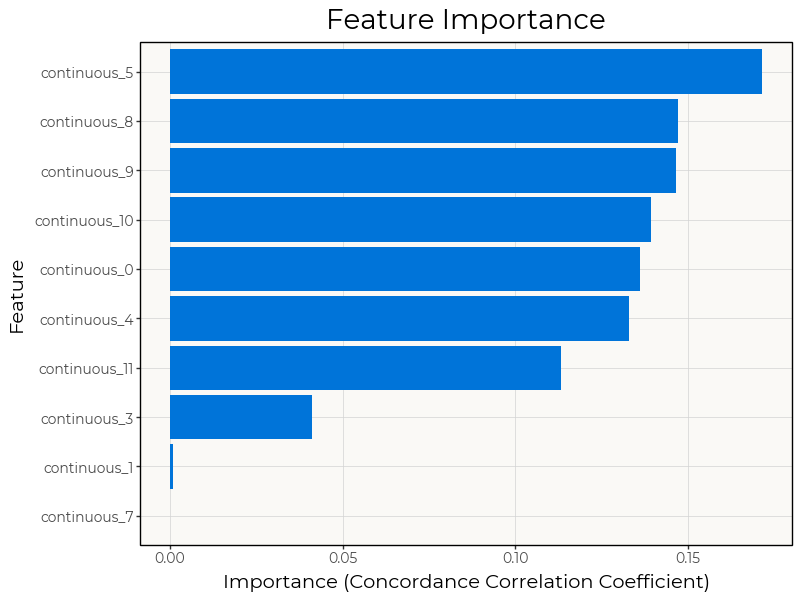 Feature Importance
continuous_5
continuous_8
continuous_9
continuous_10
continuous_0
continuous_4
continuous_11
continuous_3
continuous_1
continuous_7
Feature
0.00 0.05 0.10 0.15
Importance (Concordance Correlation Coefficient)